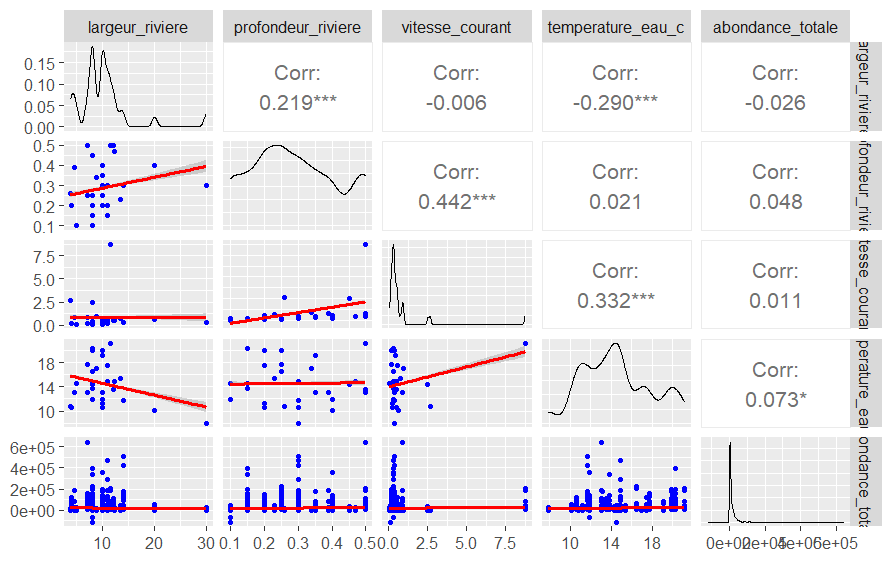 largeur_riviere profondeur_riviere vitesse_courant temperature_eau_c abondance_totale
0.15
0.10
0.05
0.00
Corr:
0.219***
Corr:
-0.006
Corr:
-0.290***
Corr:
-0.026
argeur_riviere
0.5
0.4
0.3
0.2
0.1
Corr:
0.442***
Corr:
0.021
Corr:
0.048
fondeur_rivie
7.5
5.0
2.5
0.0
Corr:
0.332***
Corr:
0.011
tesse_couran
18
14
10
Corr:
0.073*
perature_ea
6e+05
4e+05
2e+05
0e+00
ondance_tota
10 20 30 0.1 0.2 0.3 0.4 0.5 0.0 2.5 5.0 7.5 10 14 18 0e+00 2e+05 4e+05 6e+05